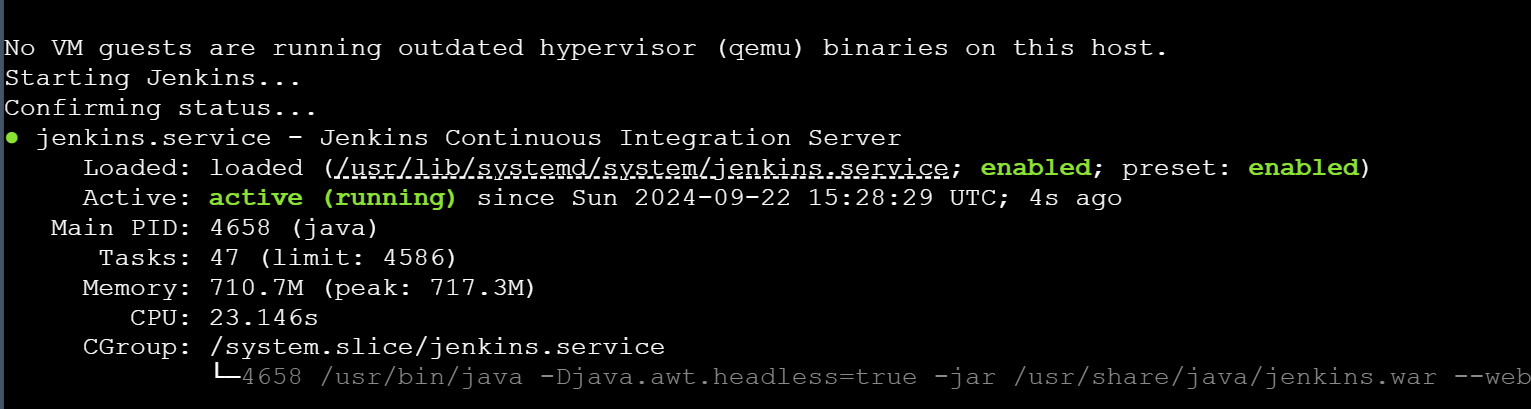 No VM guests are running outdated hypervisor (qemu) binaries on this host.
Starting Jenkins...
Confirming status...
● jenkins.service - Jenkins Continuous Integration Server
     Loaded: loaded (/usr/lib/systemd/system/jenkins.service; enabled; preset: enabled)
     Active: active (running) since Sun 2024-09-22 15:28:29 UTC; 4s ago
   Main PID: 4658 (java)
      Tasks: 47 (limit: 4586)
     Memory: 710.7M (peak: 717.3M)
        CPU: 23.146s
     CGroup: /system.slice/jenkins.service
             └─4658 /usr/bin/java -Djava.awt.headless=true -jar /usr/share/java/jenkins.war --web